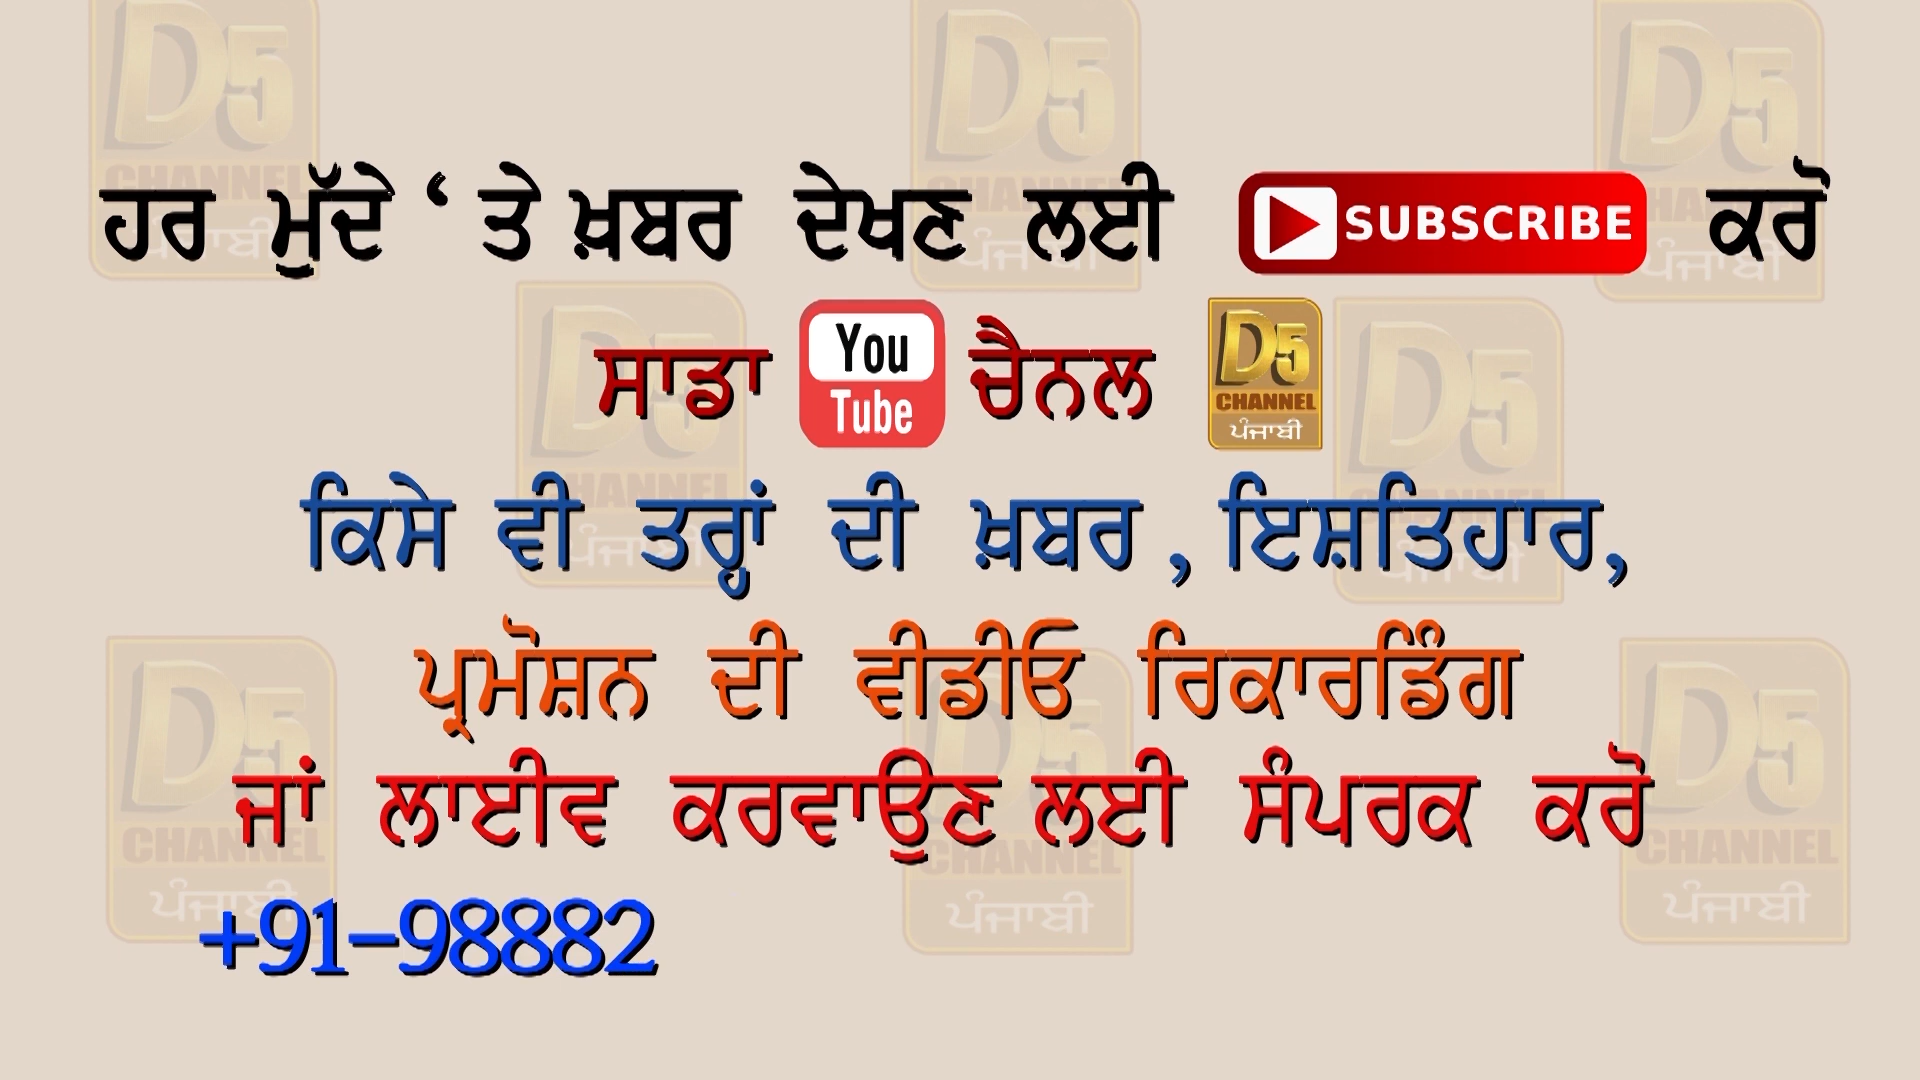 ਹਰ ਮੁੱਦੇ ‘ ਤੇ ਖ਼ਬਰ ਦੇਖਣ ਲਈ SUBSCRIBE ਕਰੋ
ਸਾਡਾ You Tube ਚੈਨਲ D5 CHANNEL ਪੰਜਾਬੀ
ਕਿਸੇ ਵੀ ਤਰ੍ਹਾਂ ਦੀ ਖ਼ਬਰ , ਇਸ਼ਤਿਹਾਰ,
ਪ੍ਰਮੋਸ਼ਨ ਦੀ ਵੀਡੀਓ ਰਿਕਾਰਡਿੰਗ
ਜਾਂ ਲਾਈਵ ਕਰਵਾਉਣ ਲਈ ਸੰਪਰਕ ਕਰੋ
+91-98882